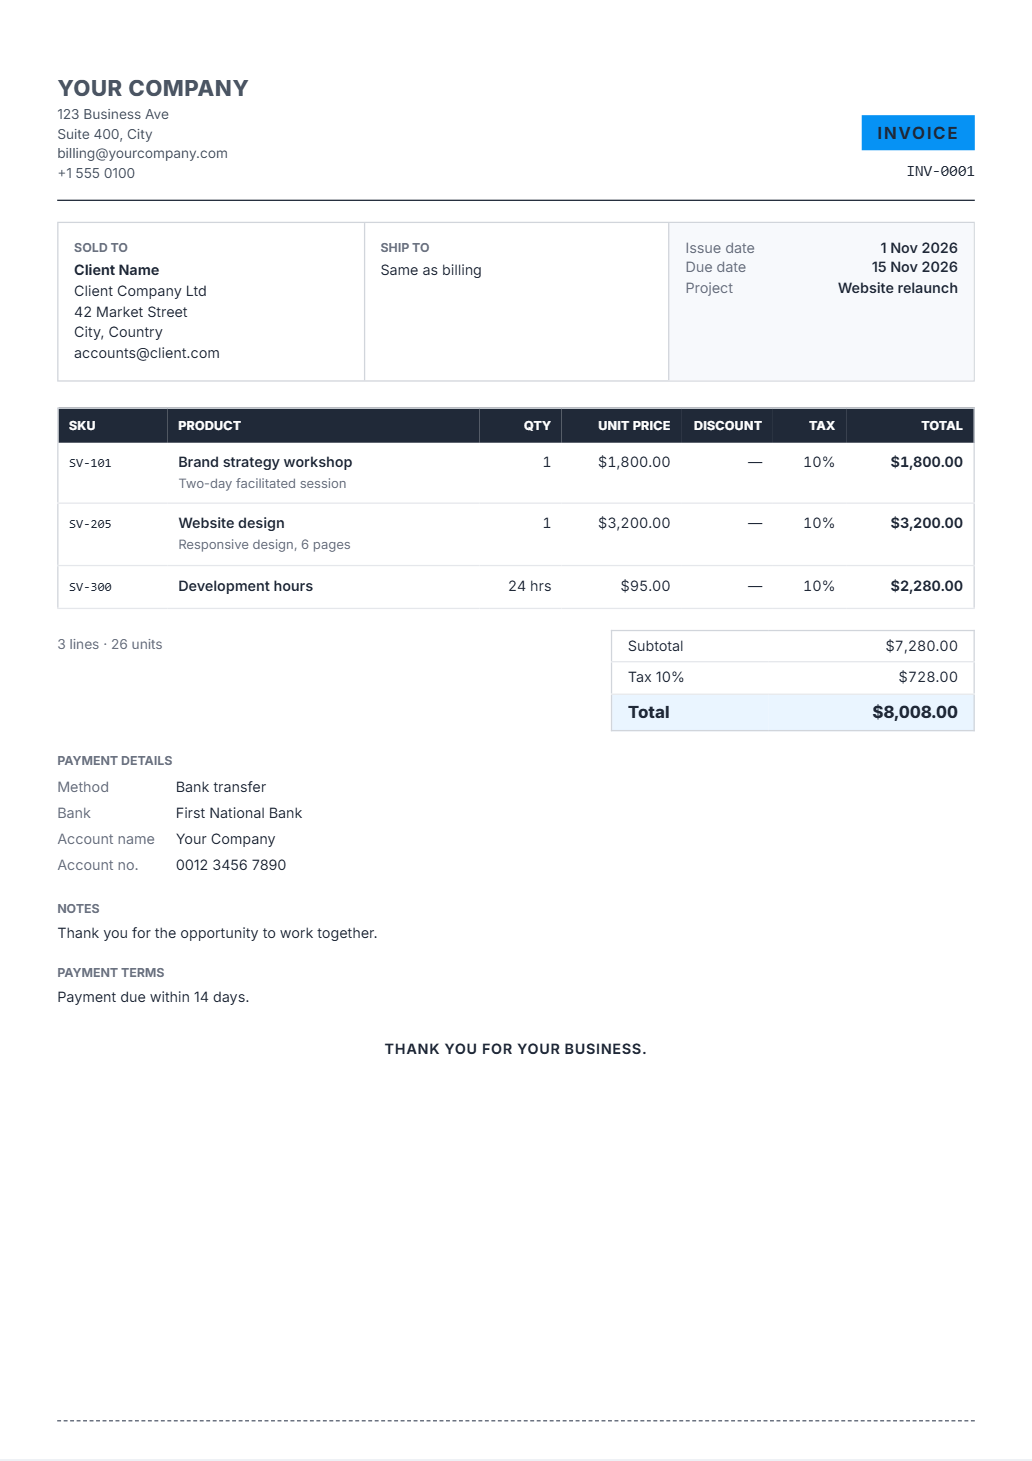 YOUR COMPANY
123 Business Ave
Suite 400, City
billing@yourcompany.com
+1 555 0100
INVOICE
INV-0001
SOLD TO
Client Name
Client Company Ltd
42 Market Street
City, Country
accounts@client.com
SHIP TO
Same as billing
Issue date 1 Nov 2026
Due date 15 Nov 2026
Project Website relaunch
SKU PRODUCT QTY UNIT PRICE DISCOUNT TAX TOTAL
SV-101 Brand strategy workshop 1 $1,800.00 — 10% $1,800.00
Two-day facilitated session
SV-205 Website design 1 $3,200.00 — 10% $3,200.00
Responsive design, 6 pages
SV-300 Development hours 24 hrs $95.00 — 10% $2,280.00
3 lines · 26 units
Subtotal $7,280.00
Tax 10% $728.00
Total $8,008.00
PAYMENT DETAILS
Method Bank transfer
Bank First National Bank
Account name Your Company
Account no. 0012 3456 7890
NOTES
Thank you for the opportunity to work together.
PAYMENT TERMS
Payment due within 14 days.
THANK YOU FOR YOUR BUSINESS.